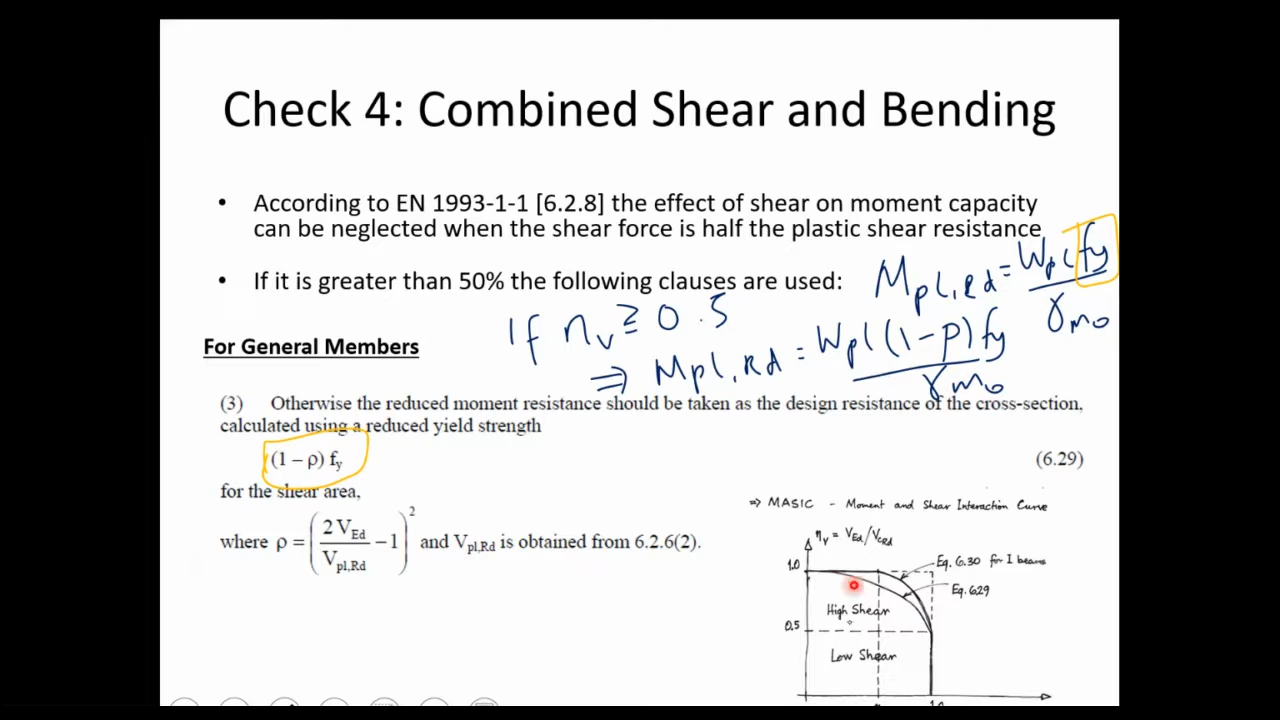 Check 4: Combined Shear and Bending
• According to EN 1993-1-1 [6.2.8] the effect of shear on moment capacity
can be neglected when the shear force is half the plastic shear resistance
• If it is greater than 50% the following clauses are used:
Mpl,Rd = Wpl fy / γm0
If nv ≥ 0.5
⇒ Mpl,Rd = Wpl (1-ρ) fy / γm0
For General Members
(3) Otherwise the reduced moment resistance should be taken as the design resistance of the cross-section,
calculated using a reduced yield strength
(1 – ρ) fy (6.29)
for the shear area,
where ρ = (2 VEd / Vpl,Rd − 1)² and Vpl,Rd is obtained from 6.2.6(2).
⇒ MASIC - Moment and Shear Interaction Curve
ηv = VEd/VcRd
1.0
Eq. 6.30 for I beams
Eq. 6.29
High Shear
0.5
Low Shear
1.0